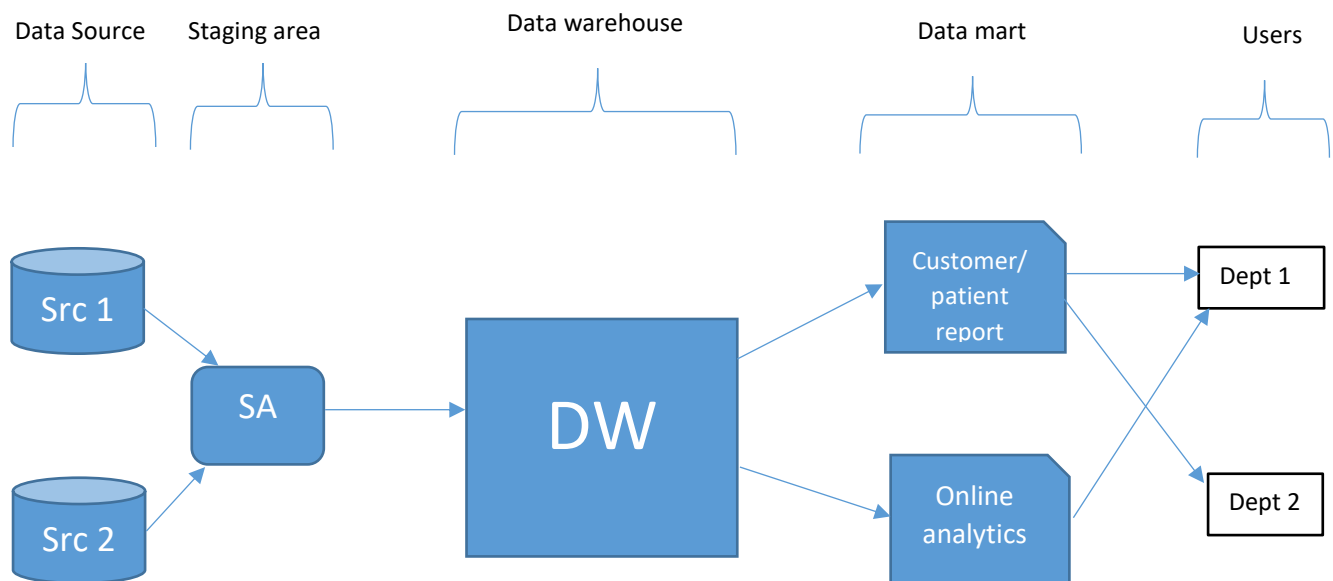 Data Source
Staging area
Data warehouse
Data mart
Users
Src 1
Src 2
SA
DW
Customer/
patient
report
Online
analytics
Dept 1
Dept 2